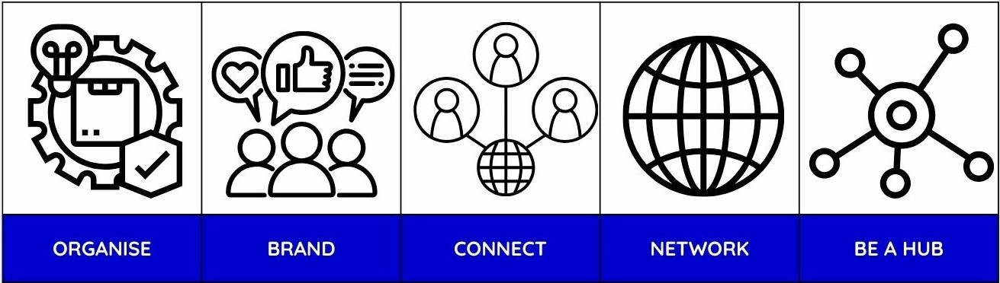 ORGANISE
BRAND
CONNECT
NETWORK
BE A HUB